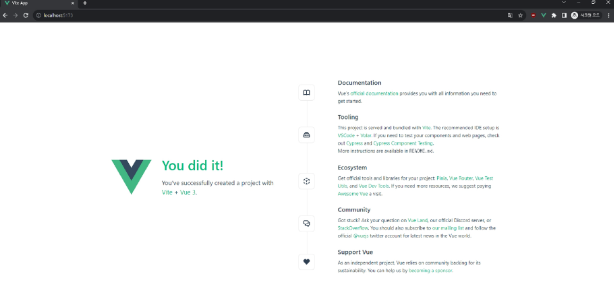 Vite App
localhost:5173
You did it!
You've successfully created a project with
Vite + Vue 3.
Documentation
Vue's official documentation provides you with all information you need to
get started.
Tooling
This project is served and bundled with Vite. The recommended IDE setup is
VSCode + Volar. If you need to test your components and web pages, check
out Cypress and Cypress Component Testing.
More instructions are available in README.md.
Ecosystem
Get official tools and libraries for your project: Pinia, Vue Router, Vue Test
Utils, and Vue Dev Tools. If you need more resources, we suggest paying
Awesome Vue a visit.
Community
Got stuck? Ask your question on Vue Land, our official Discord server, or
StackOverflow. You should also subscribe to our mailing list and follow the
official @vuejs twitter account for latest news in the Vue world.
Support Vue
As an independent project, Vue relies on community backing for its
sustainability. You can help us by becoming a sponsor.